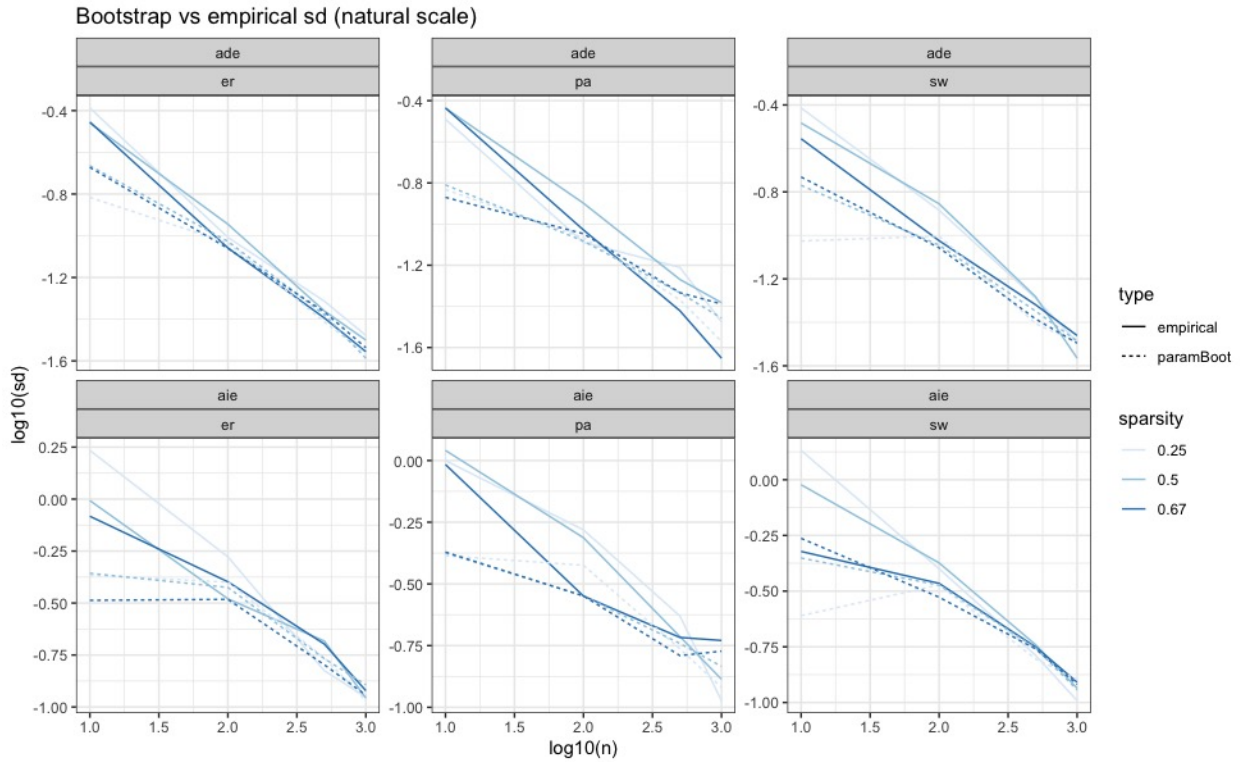 Bootstrap vs empirical sd (natural scale)
ade
ade
ade
er
pa
sw
-0.4
-0.8
-1.2
-1.6
-0.4
-0.8
-1.2
-1.6
-0.4
-0.8
-1.2
-1.6
aie
aie
aie
er
pa
sw
0.25
0.00
-0.25
-0.50
-0.75
-1.00
0.00
-0.25
-0.50
-0.75
-1.00
0.00
-0.25
-0.50
-0.75
-1.00
1.0 1.5 2.0 2.5 3.0
1.0 1.5 2.0 2.5 3.0
1.0 1.5 2.0 2.5 3.0
log10(n)
log10(sd)
type
empirical
paramBoot
sparsity
0.25
0.5
0.67